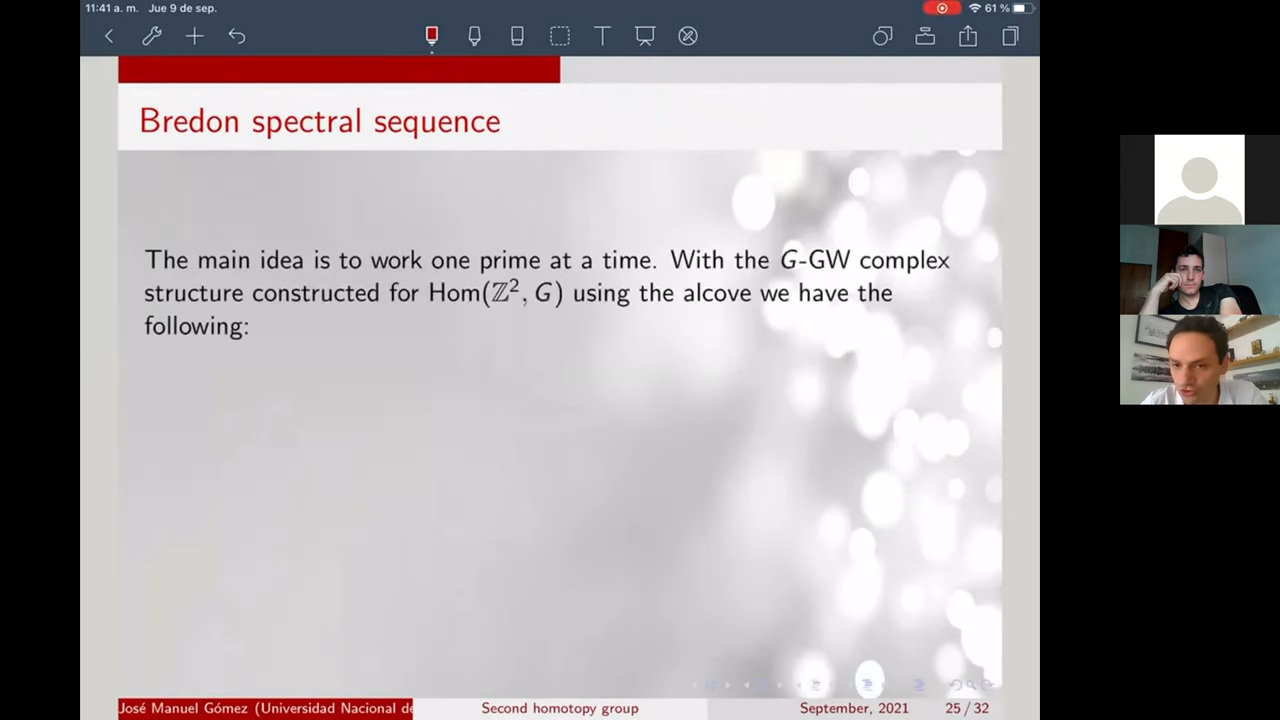 11:41 a. m. Jue 9 de sep.
61 %
Bredon spectral sequence
The main idea is to work one prime at a time. With the G-GW complex
structure constructed for Hom(ℤ², G) using the alcove we have the
following:
José Manuel Gómez (Universidad Nacional de
Second homotopy group
September, 2021
25 / 32